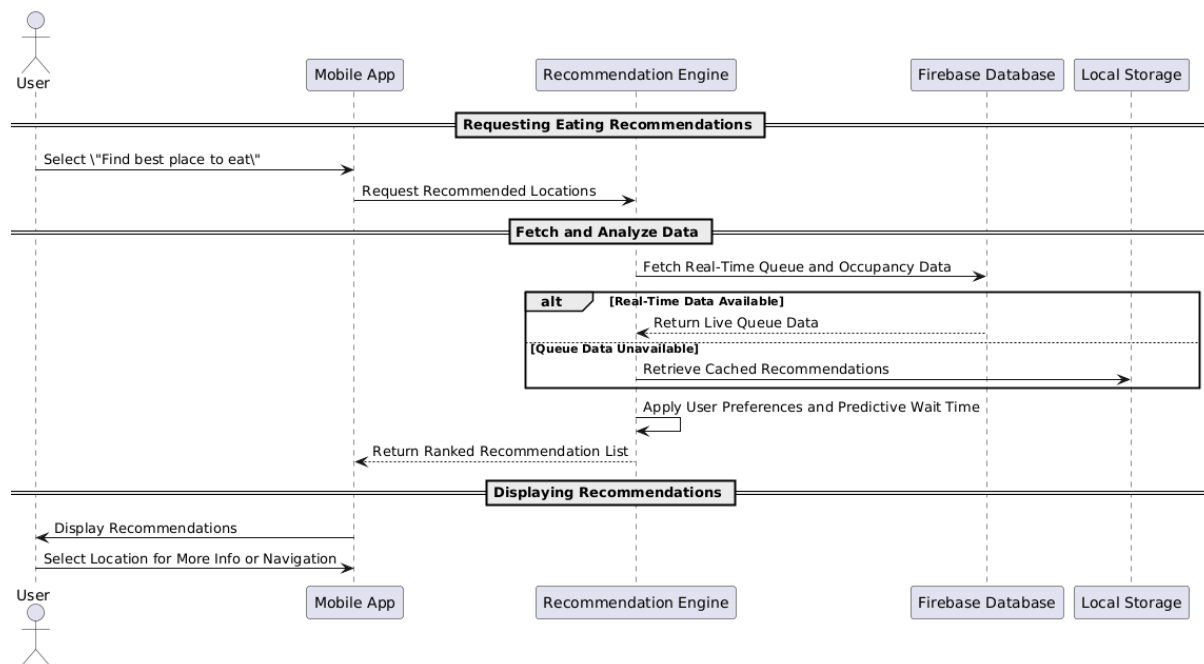 User
Mobile App
Recommendation Engine
Firebase Database
Local Storage
Requesting Eating Recommendations
Select \"Find best place to eat\"
Request Recommended Locations
Fetch and Analyze Data
Fetch Real-Time Queue and Occupancy Data
alt
[Real-Time Data Available]
Return Live Queue Data
[Queue Data Unavailable]
Retrieve Cached Recommendations
Apply User Preferences and Predictive Wait Time
Return Ranked Recommendation List
Displaying Recommendations
Display Recommendations
Select Location for More Info or Navigation
User
Mobile App
Recommendation Engine
Firebase Database
Local Storage